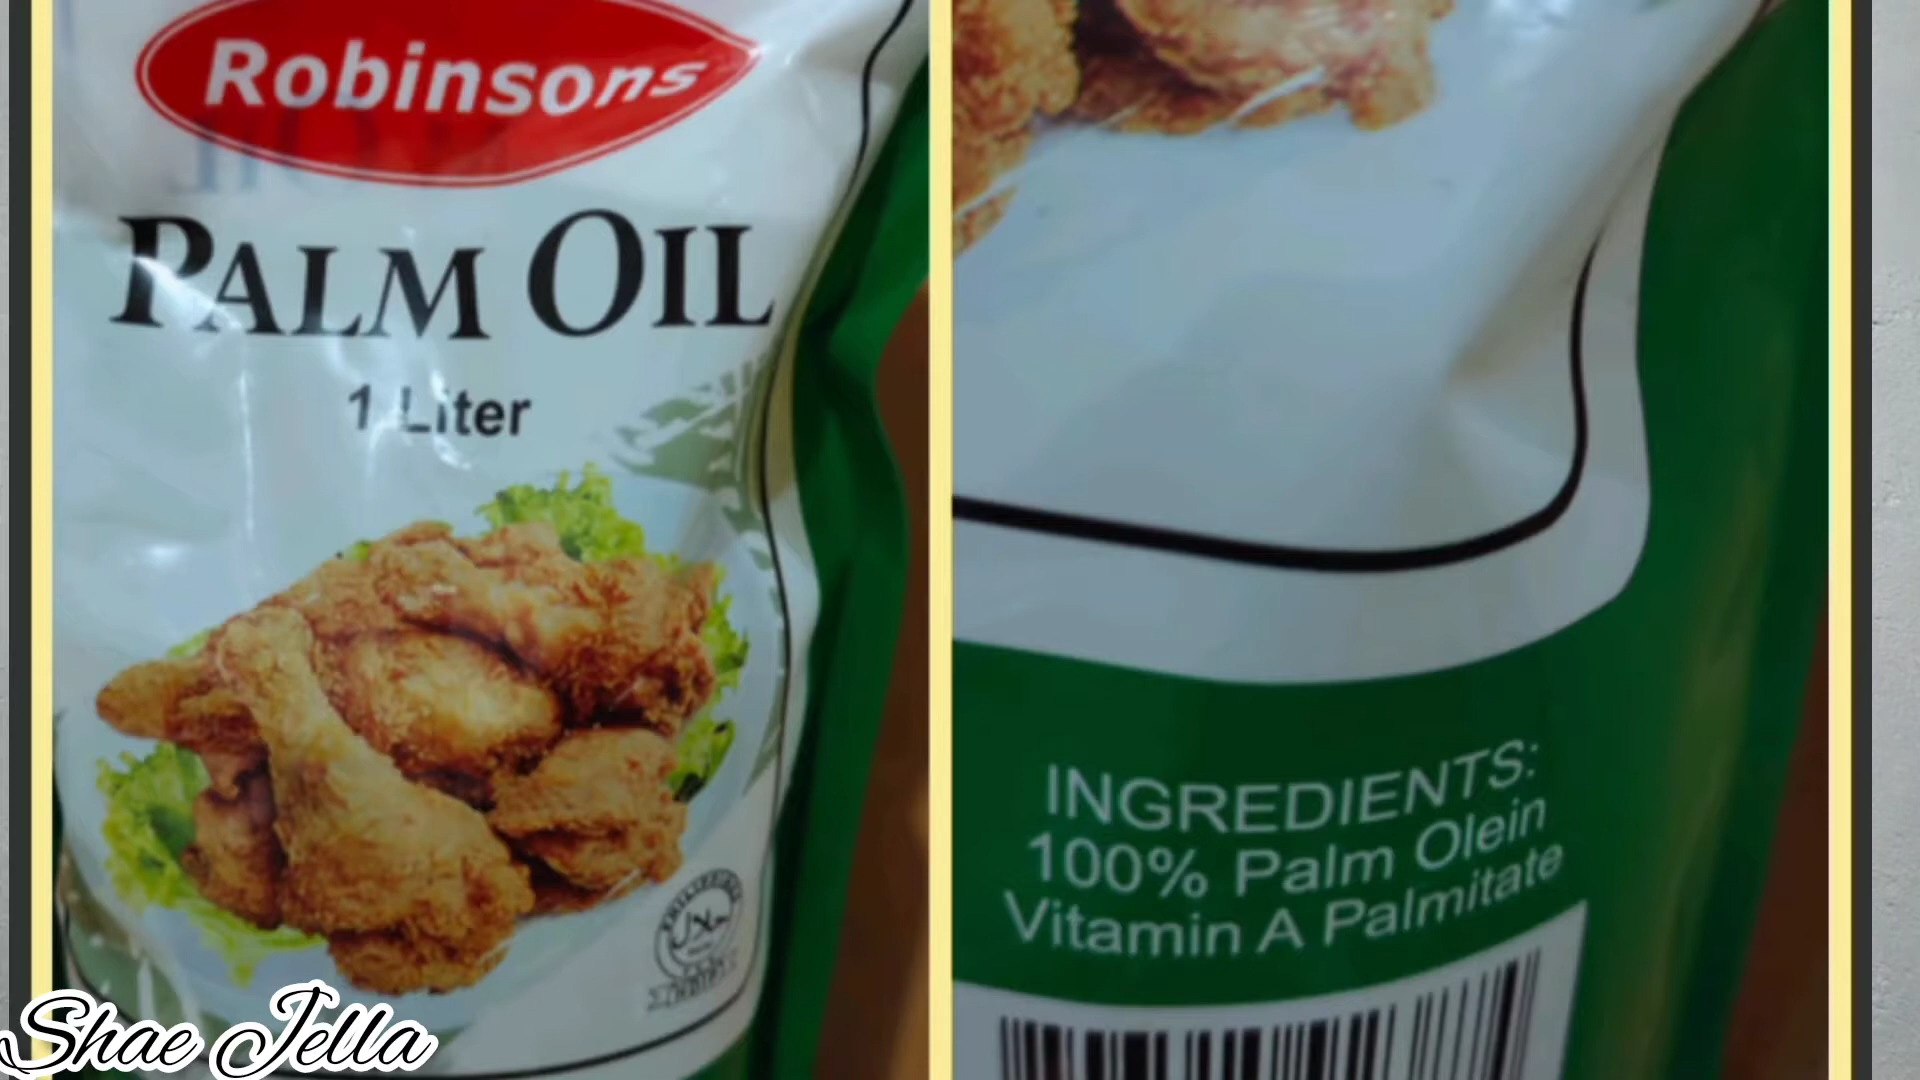 Robinsons
PALM OIL
1 Liter
INGREDIENTS:
100% Palm Olein
Vitamin A Palmitate
Shae Jella